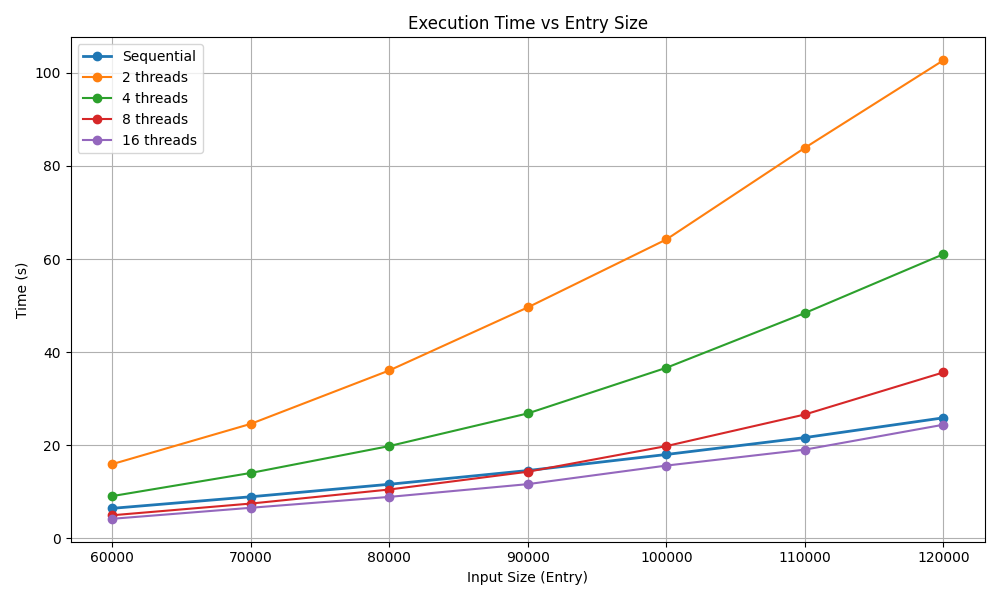 Execution Time vs Entry Size
Sequential
2 threads
4 threads
8 threads
16 threads
Time (s)
100
80
60
40
20
0
60000 70000 80000 90000 100000 110000 120000
Input Size (Entry)